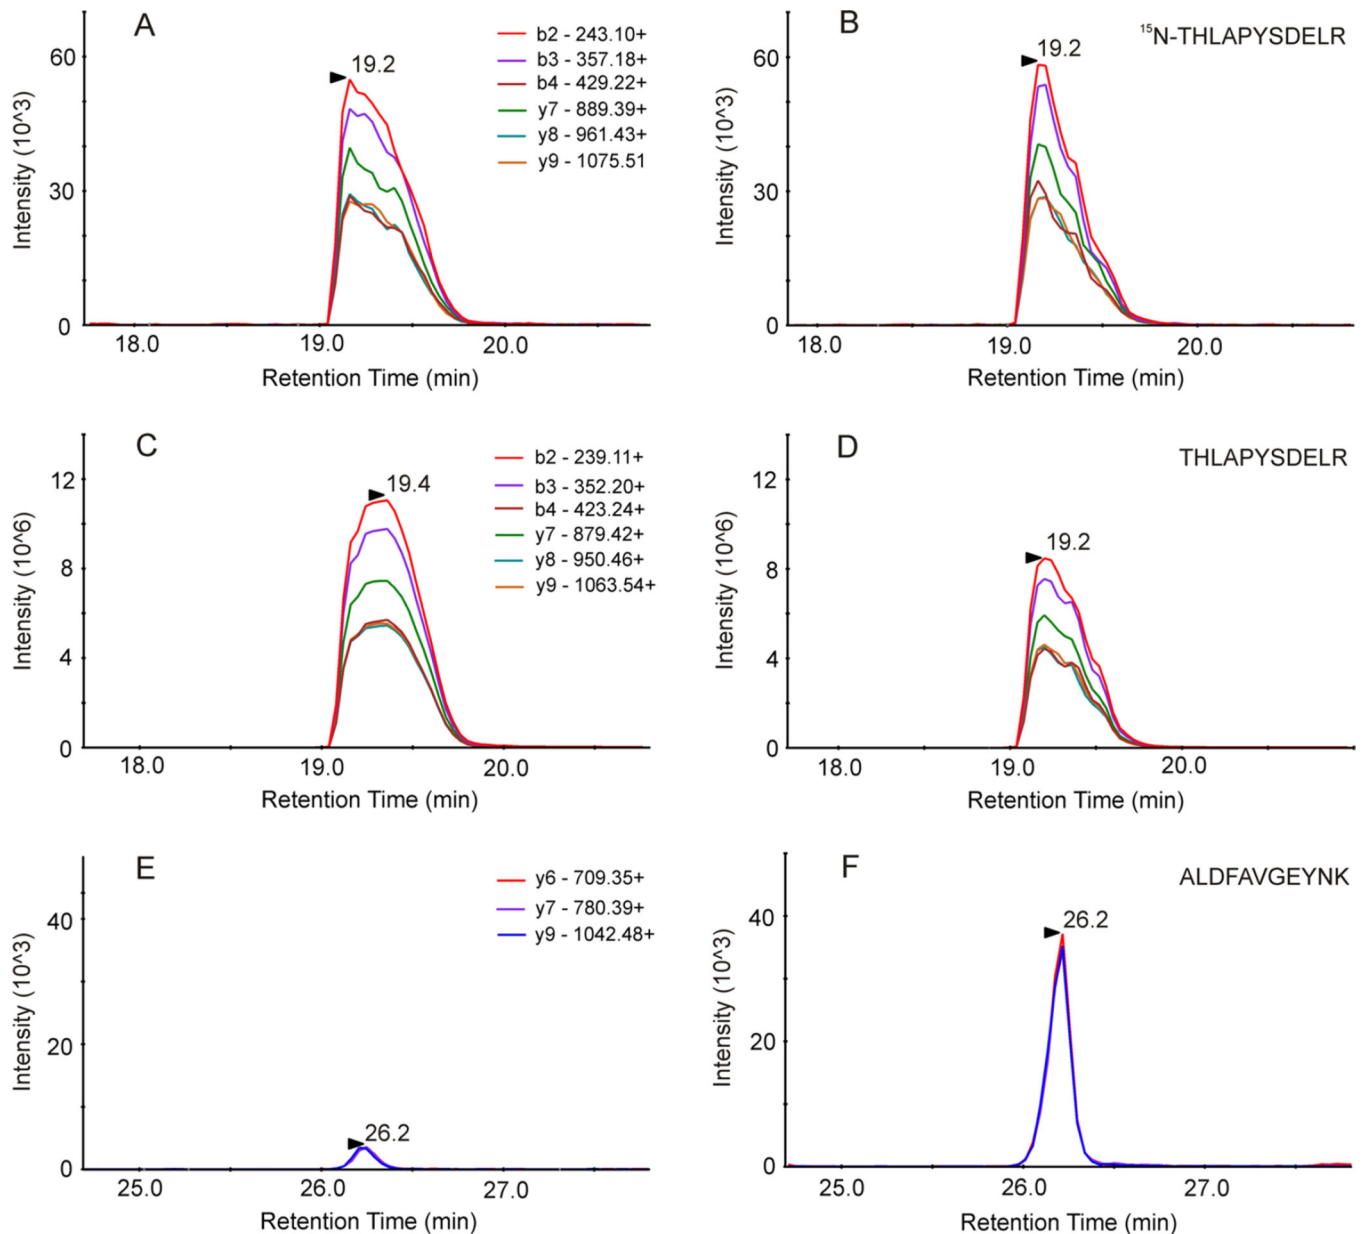 A
19.2
b2 - 243.10+
b3 - 357.18+
b4 - 429.22+
y7 - 889.39+
y8 - 961.43+
y9 - 1075.51
60
30
0
Intensity (10^3)
18.0 19.0 20.0
Retention Time (min)
B
19.2
¹⁵N-THLAPYSDELR
60
30
0
Intensity (10^3)
18.0 19.0 20.0
Retention Time (min)
C
19.4
b2 - 239.11+
b3 - 352.20+
b4 - 423.24+
y7 - 879.42+
y8 - 950.46+
y9 - 1063.54+
12
8
4
0
Intensity (10^6)
18.0 19.0 20.0
Retention Time (min)
D
19.2
THLAPYSDELR
12
8
4
0
Intensity (10^6)
18.0 19.0 20.0
Retention Time (min)
E
26.2
y6 - 709.35+
y7 - 780.39+
y9 - 1042.48+
40
20
0
Intensity (10^3)
25.0 26.0 27.0
Retention Time (min)
F
26.2
ALDFAVGEYNK
40
20
0
Intensity (10^3)
25.0 26.0 27.0
Retention Time (min)